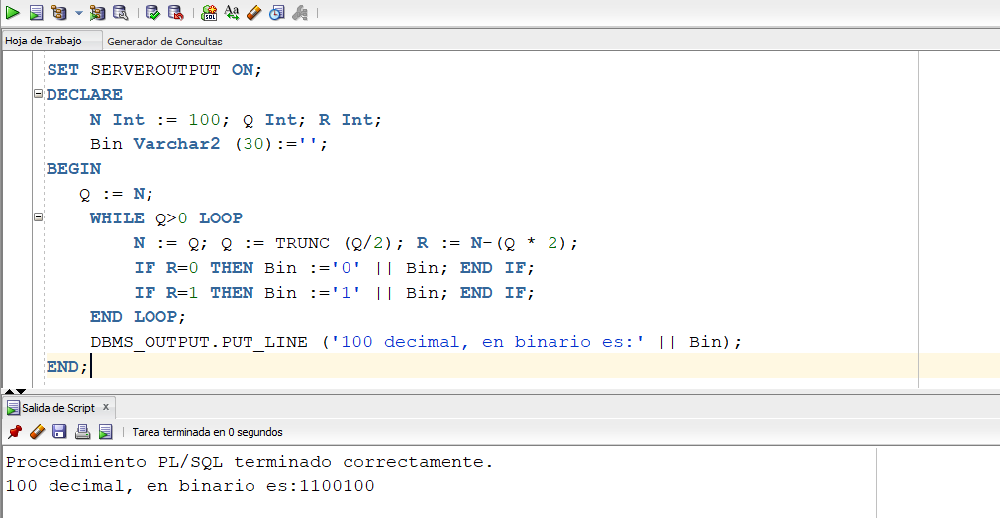 Hoja de Trabajo Generador de Consultas
SET SERVEROUTPUT ON;
DECLARE
N Int := 100; Q Int; R Int;
Bin Varchar2 (30):='';
BEGIN
Q := N;
WHILE Q>0 LOOP
N := Q; Q := TRUNC (Q/2); R := N-(Q * 2);
IF R=0 THEN Bin :='0' || Bin; END IF;
IF R=1 THEN Bin :='1' || Bin; END IF;
END LOOP;
DBMS_OUTPUT.PUT_LINE ('100 decimal, en binario es:' || Bin);
END;
Salida de Script x
Tarea terminada en 0 segundos
Procedimiento PL/SQL terminado correctamente.
100 decimal, en binario es:1100100